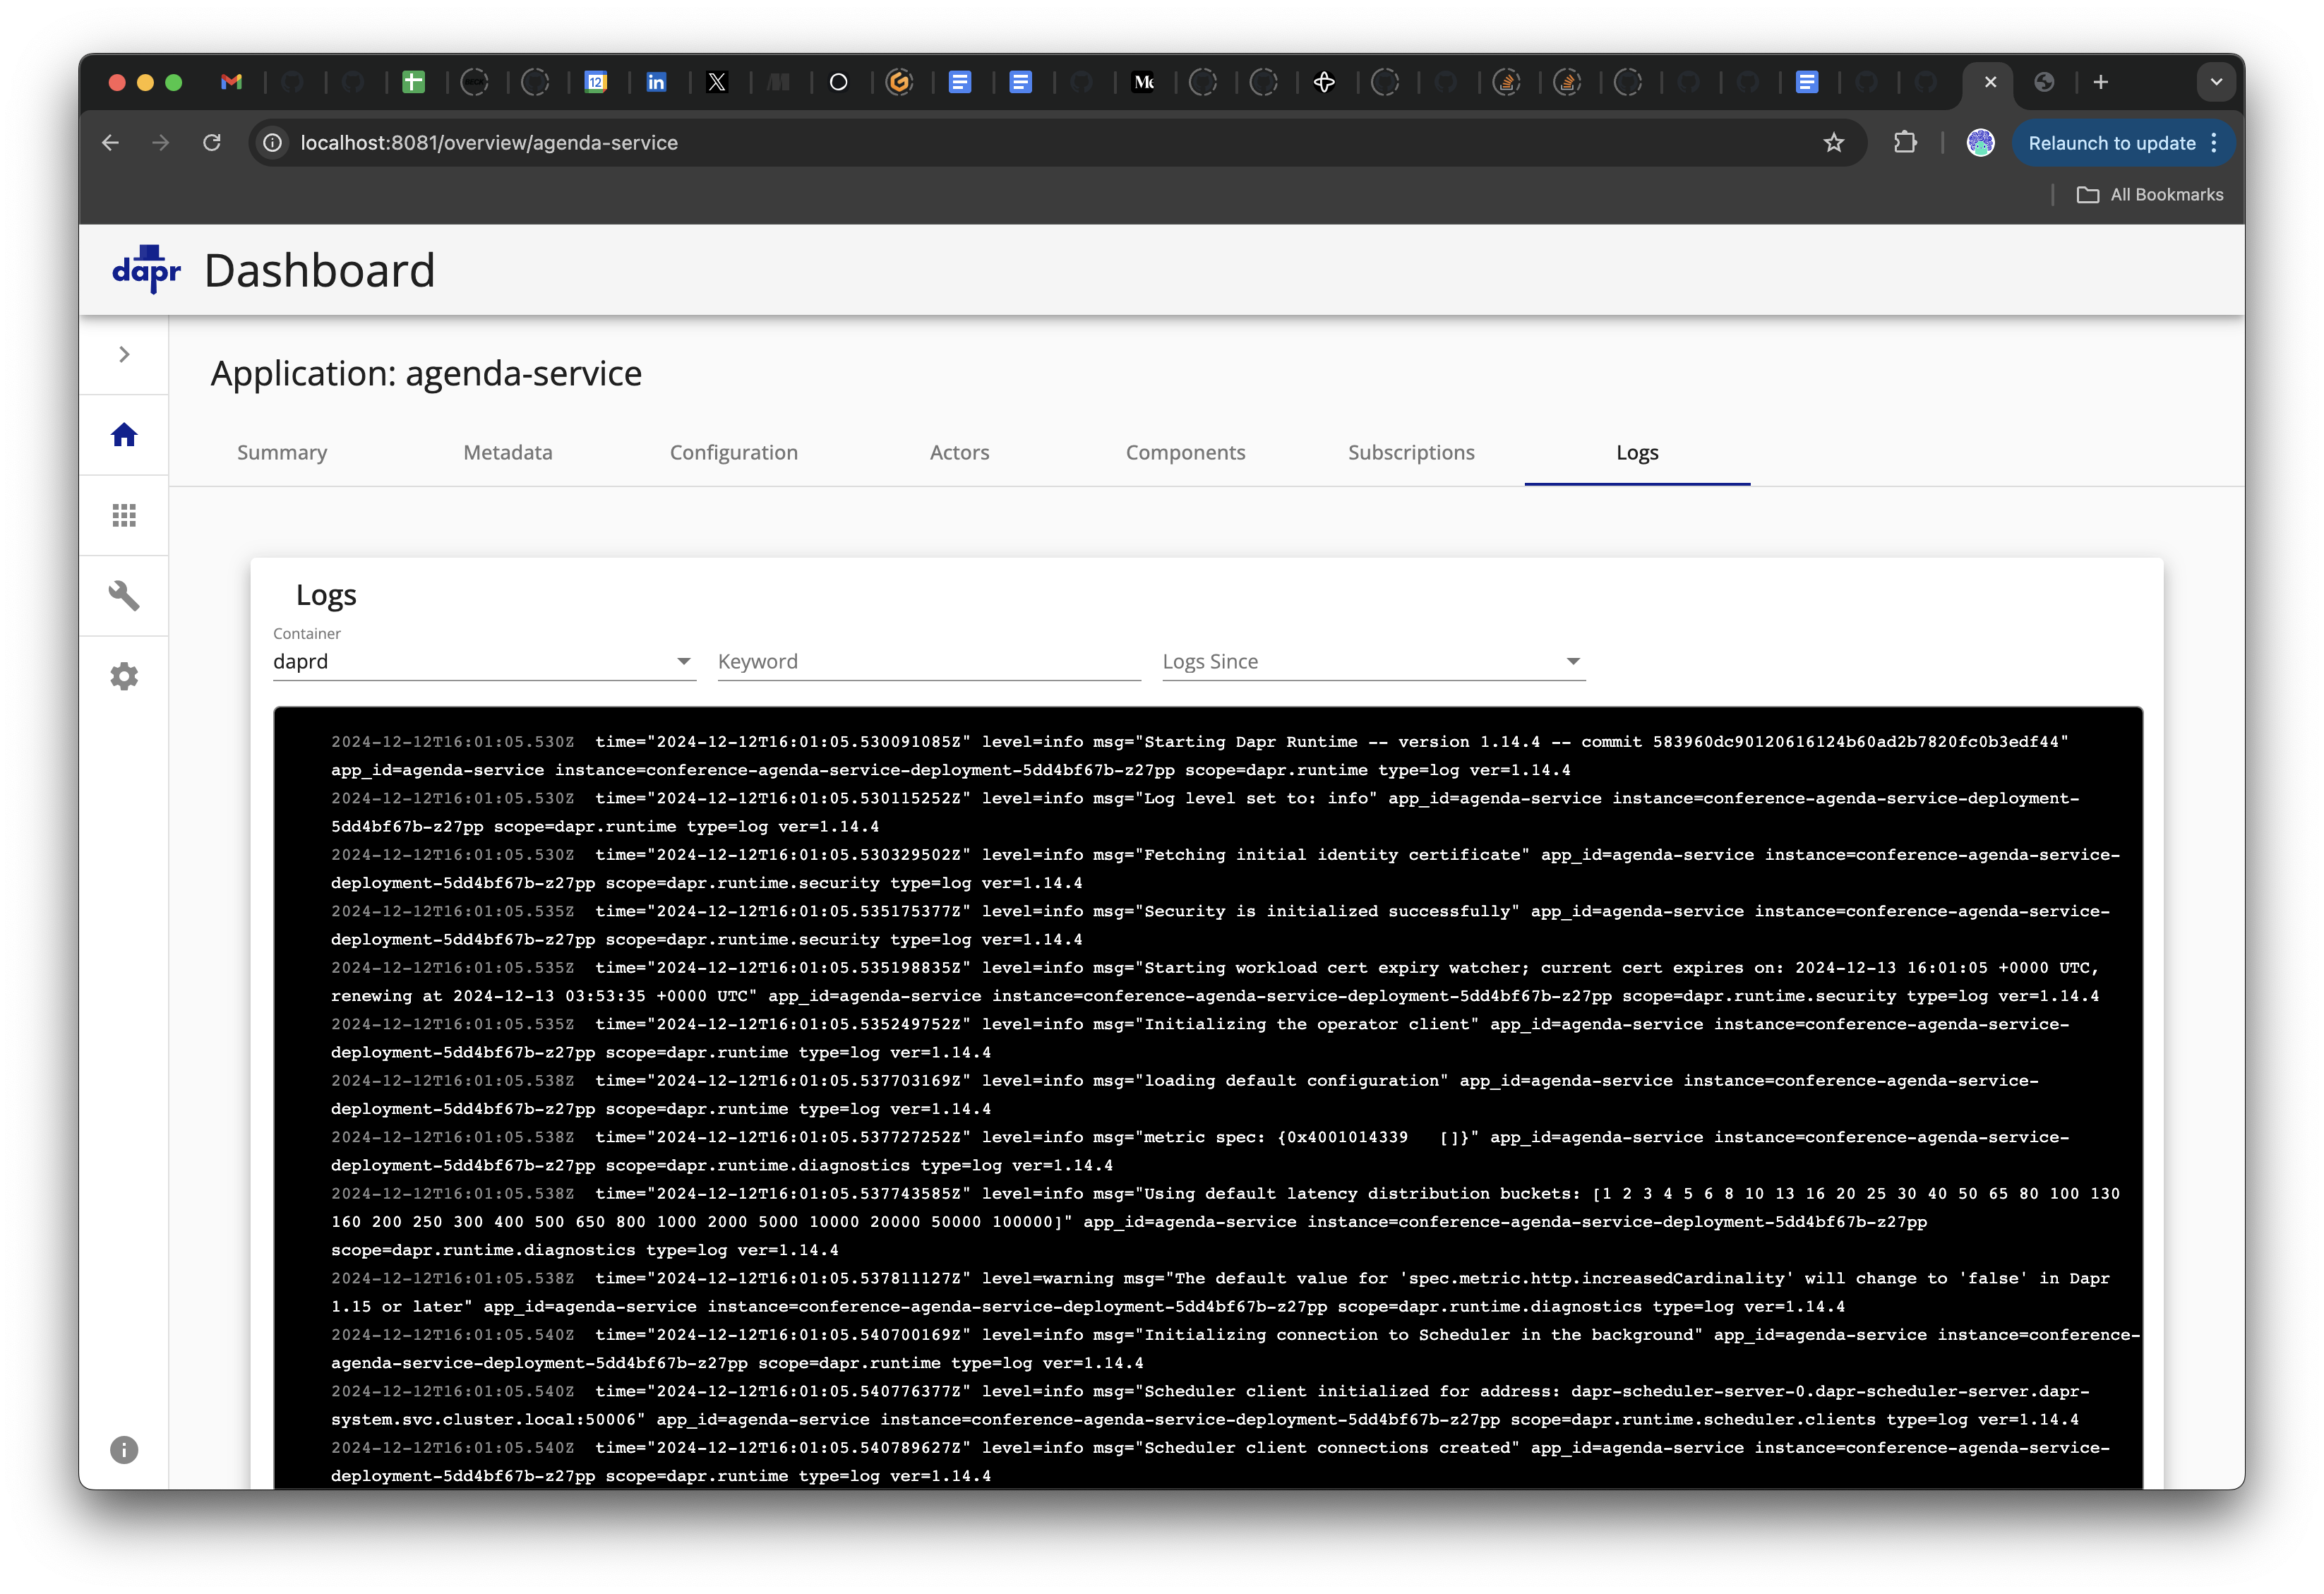 12
in
X
Me
localhost:8081/overview/agenda-service
Relaunch to update
All Bookmarks
dapr Dashboard
Application: agenda-service
Summary Metadata Configuration Actors Components Subscriptions Logs
Logs
Container
daprd Keyword Logs Since
2024-12-12T16:01:05.530Z time="2024-12-12T16:01:05.530091085Z" level=info msg="Starting Dapr Runtime -- version 1.14.4 -- commit 583960dc90120616124b60ad2b7820fc0b3edf44"
app_id=agenda-service instance=conference-agenda-service-deployment-5dd4bf67b-z27pp scope=dapr.runtime type=log ver=1.14.4
2024-12-12T16:01:05.530Z time="2024-12-12T16:01:05.530115252Z" level=info msg="Log level set to: info" app_id=agenda-service instance=conference-agenda-service-deployment-
5dd4bf67b-z27pp scope=dapr.runtime type=log ver=1.14.4
2024-12-12T16:01:05.530Z time="2024-12-12T16:01:05.530329502Z" level=info msg="Fetching initial identity certificate" app_id=agenda-service instance=conference-agenda-service-
deployment-5dd4bf67b-z27pp scope=dapr.runtime.security type=log ver=1.14.4
2024-12-12T16:01:05.535Z time="2024-12-12T16:01:05.535175377Z" level=info msg="Security is initialized successfully" app_id=agenda-service instance=conference-agenda-service-
deployment-5dd4bf67b-z27pp scope=dapr.runtime.security type=log ver=1.14.4
2024-12-12T16:01:05.535Z time="2024-12-12T16:01:05.535198835Z" level=info msg="Starting workload cert expiry watcher; current cert expires on: 2024-12-13 16:01:05 +0000 UTC,
renewing at 2024-12-13 03:53:35 +0000 UTC" app_id=agenda-service instance=conference-agenda-service-deployment-5dd4bf67b-z27pp scope=dapr.runtime.security type=log ver=1.14.4
2024-12-12T16:01:05.535Z time="2024-12-12T16:01:05.535249752Z" level=info msg="Initializing the operator client" app_id=agenda-service instance=conference-agenda-service-
deployment-5dd4bf67b-z27pp scope=dapr.runtime type=log ver=1.14.4
2024-12-12T16:01:05.538Z time="2024-12-12T16:01:05.537703169Z" level=info msg="loading default configuration" app_id=agenda-service instance=conference-agenda-service-
deployment-5dd4bf67b-z27pp scope=dapr.runtime type=log ver=1.14.4
2024-12-12T16:01:05.538Z time="2024-12-12T16:01:05.537727252Z" level=info msg="metric spec: {0x4001014339 []}" app_id=agenda-service instance=conference-agenda-service-
deployment-5dd4bf67b-z27pp scope=dapr.runtime.diagnostics type=log ver=1.14.4
2024-12-12T16:01:05.538Z time="2024-12-12T16:01:05.537743585Z" level=info msg="Using default latency distribution buckets: [1 2 3 4 5 6 8 10 13 16 20 25 30 40 50 65 80 100 130
160 200 250 300 400 500 650 800 1000 2000 5000 10000 20000 50000 100000]" app_id=agenda-service instance=conference-agenda-service-deployment-5dd4bf67b-z27pp
scope=dapr.runtime.diagnostics type=log ver=1.14.4
2024-12-12T16:01:05.538Z time="2024-12-12T16:01:05.537811127Z" level=warning msg="The default value for 'spec.metric.http.increasedCardinality' will change to 'false' in Dapr
1.15 or later" app_id=agenda-service instance=conference-agenda-service-deployment-5dd4bf67b-z27pp scope=dapr.runtime.diagnostics type=log ver=1.14.4
2024-12-12T16:01:05.540Z time="2024-12-12T16:01:05.540700169Z" level=info msg="Initializing connection to Scheduler in the background" app_id=agenda-service instance=conference-
agenda-service-deployment-5dd4bf67b-z27pp scope=dapr.runtime type=log ver=1.14.4
2024-12-12T16:01:05.540Z time="2024-12-12T16:01:05.540776377Z" level=info msg="Scheduler client initialized for address: dapr-scheduler-server-0.dapr-scheduler-server.dapr-
system.svc.cluster.local:50006" app_id=agenda-service instance=conference-agenda-service-deployment-5dd4bf67b-z27pp scope=dapr.runtime.scheduler.clients type=log ver=1.14.4
2024-12-12T16:01:05.540Z time="2024-12-12T16:01:05.540789627Z" level=info msg="Scheduler client connections created" app_id=agenda-service instance=conference-agenda-service-
deployment-5dd4bf67b-z27pp scope=dapr.runtime type=log ver=1.14.4